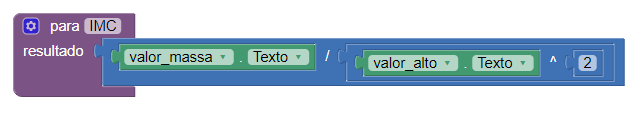 para IMC
resultado valor_massa . Texto / valor_alto . Texto ^ 2